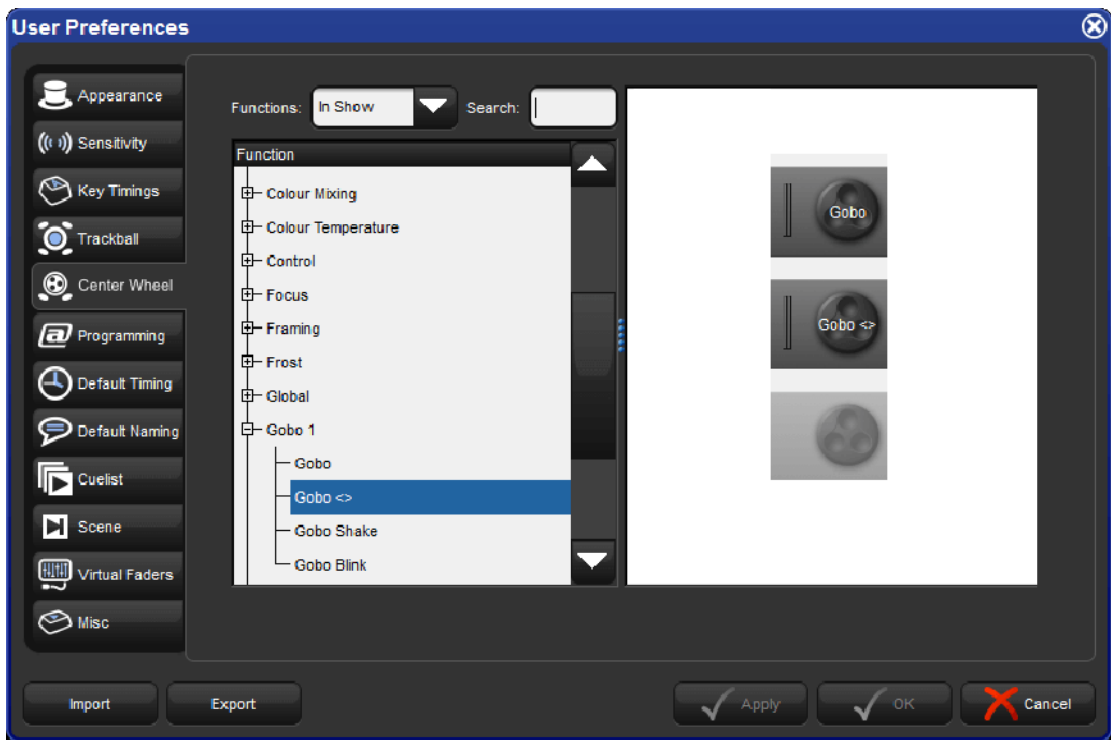 User Preferences
Appearance
Sensitivity
Key Timings
Trackball
Center Wheel
Programming
Default Timing
Default Naming
Cuelist
Scene
Virtual Faders
Misc
Functions: In Show Search:
Function
Colour Mixing
Colour Temperature
Control
Focus
Framing
Frost
Global
Gobo 1
Gobo
Gobo <>
Gobo Shake
Gobo Blink
Gobo
Gobo <>
Import
Export
Apply
OK
Cancel